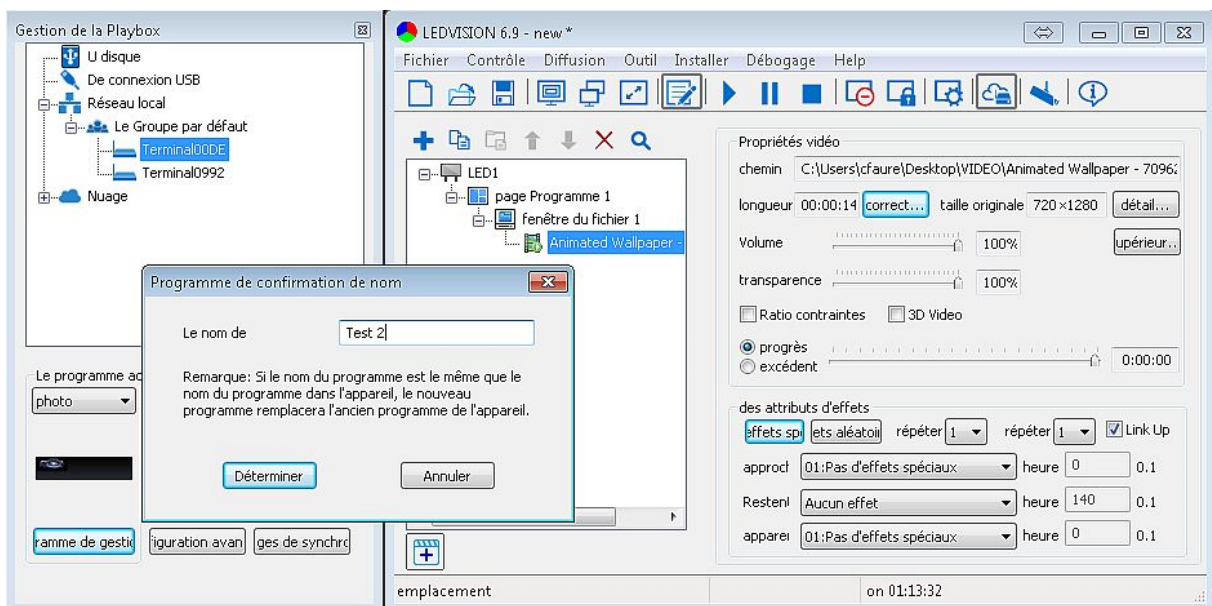 Gestion de la Playbox
U disque
De connexion USB
Réseau local
Le Groupe par défaut
Terminal00DE
Terminal0992
Nuage
Le programme ac
photo
ramme de gestic
iguration avan
ges de synchrc
Programme de confirmation de nom
Le nom de Test 2
Remarque: Si le nom du programme est le même que le
nom du programme dans l'appareil, le nouveau
programme remplacera l'ancien programme de l'appareil.
Déterminer Annuler
LEDVISION 6.9 - new *
Fichier Contrôle Diffusion Outil Installer Débogage Help
LED1
page Programme 1
fenêtre du fichier 1
Animated Wallpaper -
Propriétés vidéo
chemin C:\Users\cfaure\Desktop\VIDEO\Animated Wallpaper - 7096
longueur 00:00:14 correct... taille originale 720×1280 détail...
Volume 100% upérieur..
transparence 100%
Ratio contraintes 3D Video
progrès
excédent 0:00:00
des attributs d'effets
effets sp ets aléatoi répéter 1 répéter 1 Link Up
approch 01:Pas d'effets spéciaux heure 0 0.1
Resten Aucun effet heure 140 0.1
apparei 01:Pas d'effets spéciaux heure 0 0.1
emplacement on 01:13:32